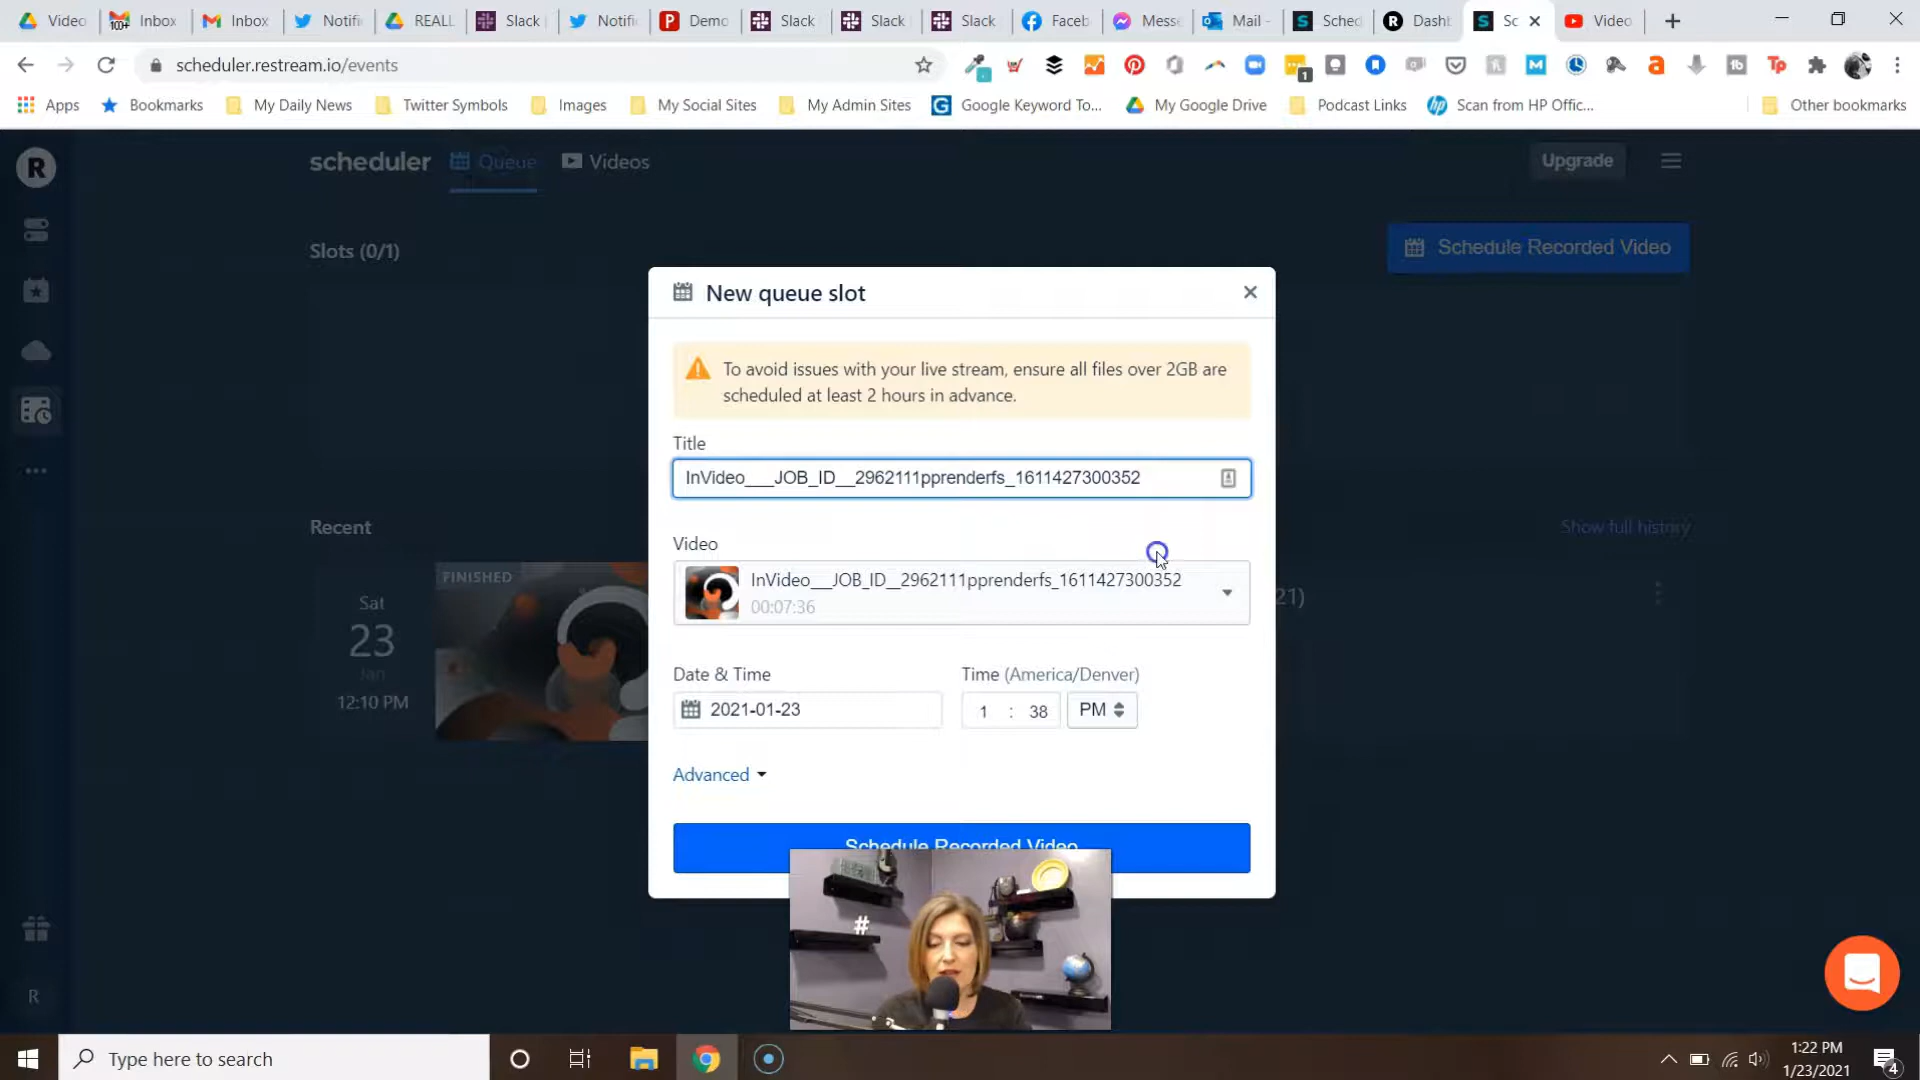 Video
Inbox
Inbox
Notifi
REALL
Slack
Notific
Demo
Slack
Slack
Slack
Faceb
Messe
Mail -
Sched
Dashb
Sc
Video
scheduler.restream.io/events
Apps
Bookmarks
My Daily News
Twitter Symbols
Images
My Social Sites
My Admin Sites
Google Keyword To...
My Google Drive
Podcast Links
Scan from HP Offic...
Other bookmarks
scheduler
Queue
Videos
Upgrade
Slots (0/1)
Schedule Recorded Video
New queue slot
To avoid issues with your live stream, ensure all files over 2GB are
scheduled at least 2 hours in advance.
Title
InVideo___JOB_ID__2962111pprenderfs_1611427300352
Recent
Show full history
Video
InVideo__JOB_ID__2962111pprenderfs_1611427300352
00:07:36
Sat
23
Jan
12:10 PM
FINISHED
21)
Date & Time
Time (America/Denver)
2021-01-23
1 : 38 PM
Advanced
Schedule Recorded Video
#
R
Type here to search
1:22 PM
1/23/2021
4